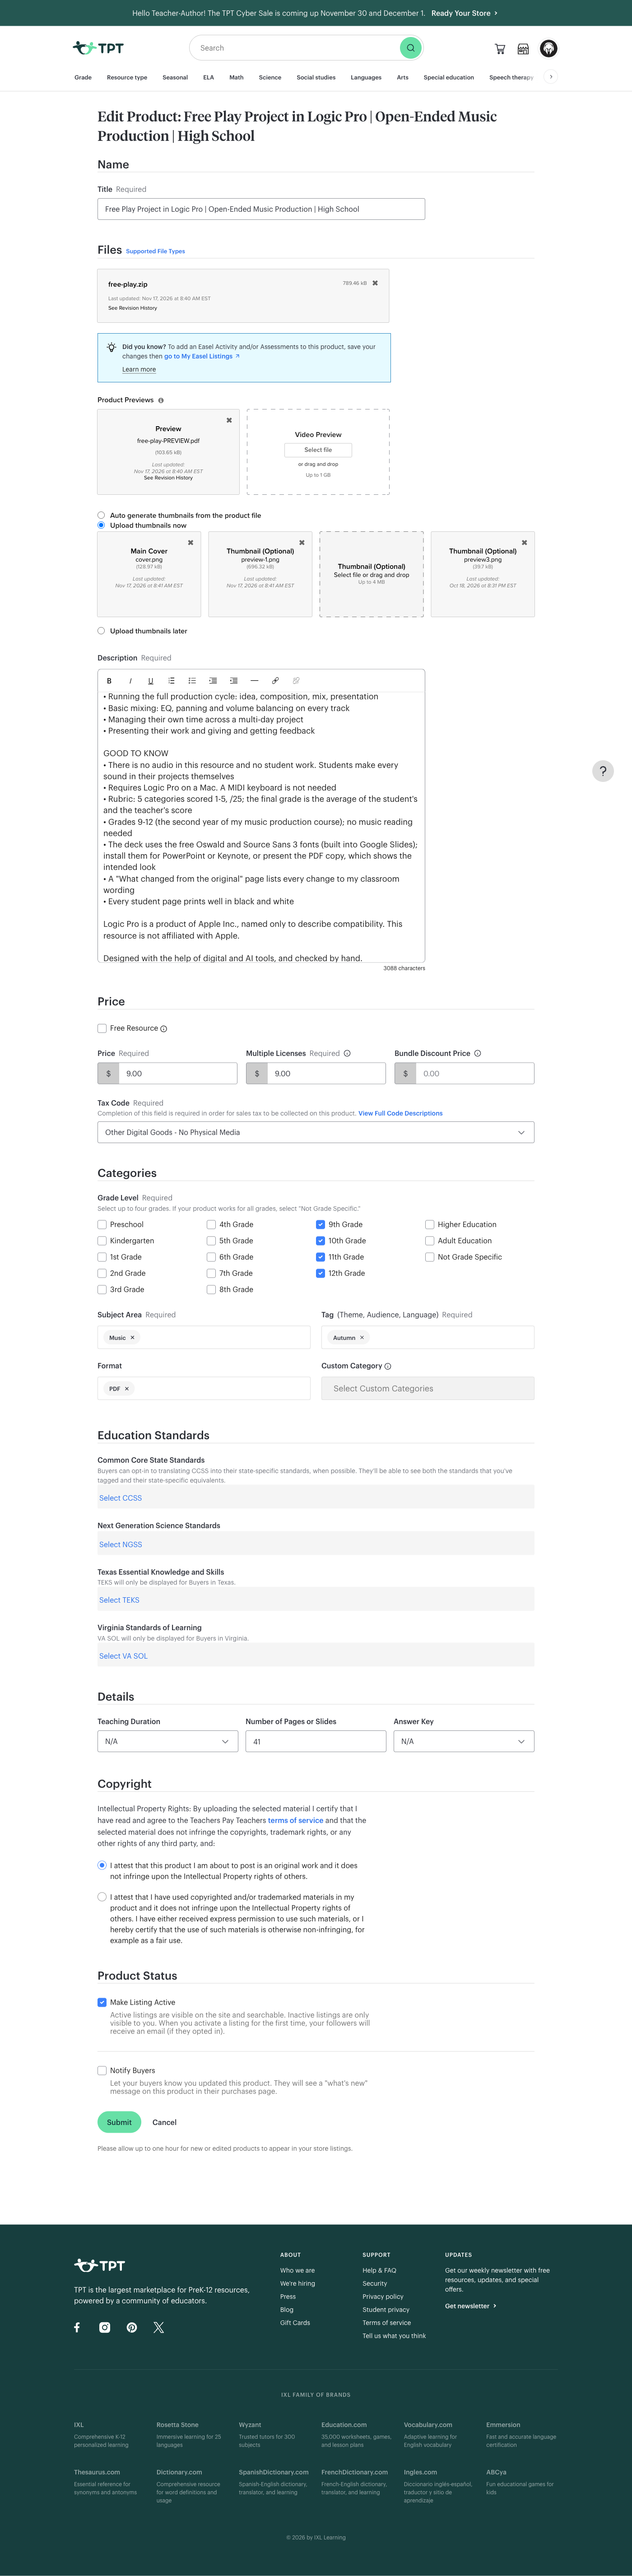 Hello Teacher-Author! The TPT Cyber Sale is coming up November 30 and December 1. Ready Your Store
TPT
Search
Grade Resource type Seasonal ELA Math Science Social studies Languages Arts Special education Speech therapy
Edit Product: Free Play Project in Logic Pro | Open-Ended Music
Production | High School
Name
Title Required
Free Play Project in Logic Pro | Open-Ended Music Production | High School
Files Supported File Types
free-play.zip
789.46 kB
Last updated: Nov 17, 2026 at 8:40 AM EST
See Revision History
Did you know? To add an Easel Activity and/or Assessments to this product, save your
changes then go to My Easel Listings
Learn more
Product Previews
Preview
free-play-PREVIEW.pdf
(103.65 kB)
Last updated:
Nov 17, 2026 at 8:40 AM EST
See Revision History
Video Preview
Select file
or drag and drop
Up to 1 GB
Auto generate thumbnails from the product file
Upload thumbnails now
Main Cover
cover.png
(128.97 kB)
Last updated:
Nov 17, 2026 at 8:41 AM EST
Thumbnail (Optional)
preview-1.png
(696.32 kB)
Last updated:
Nov 17, 2026 at 8:41 AM EST
Thumbnail (Optional)
Select file or drag and drop
Up to 4 MB
Thumbnail (Optional)
preview3.png
(39.7 kB)
Last updated:
Oct 18, 2026 at 8:31 PM EST
Upload thumbnails later
Description Required
B I U
• Running the full production cycle: idea, composition, mix, presentation
• Basic mixing: EQ, panning and volume balancing on every track
• Managing their own time across a multi-day project
• Presenting their work and giving and getting feedback
GOOD TO KNOW
• There is no audio in this resource and no student work. Students make every
sound in their projects themselves
• Requires Logic Pro on a Mac. A MIDI keyboard is not needed
• Rubric: 5 categories scored 1-5, /25; the final grade is the average of the student's
and the teacher's score
• Grades 9-12 (the second year of my music production course); no music reading
needed
• The deck uses the free Oswald and Source Sans 3 fonts (built into Google Slides);
install them for PowerPoint or Keynote, or present the PDF copy, which shows the
intended look
• A "What changed from the original" page lists every change to my classroom
wording
• Every student page prints well in black and white
Logic Pro is a product of Apple Inc., named only to describe compatibility. This
resource is not affiliated with Apple.
Designed with the help of digital and AI tools, and checked by hand.
3088 characters
?
Price
Free Resource
Price Required
Multiple Licenses Required
Bundle Discount Price
$ 9.00
$ 9.00
$ 0.00
Tax Code Required
Completion of this field is required in order for sales tax to be collected on this product. View Full Code Descriptions
Other Digital Goods - No Physical Media
Categories
Grade Level Required
Select up to four grades. If your product works for all grades, select "Not Grade Specific."
Preschool 4th Grade 9th Grade Higher Education
Kindergarten 5th Grade 10th Grade Adult Education
1st Grade 6th Grade 11th Grade Not Grade Specific
2nd Grade 7th Grade 12th Grade
3rd Grade 8th Grade
Subject Area Required
Tag (Theme, Audience, Language) Required
Music
Autumn
Format
Custom Category
PDF
Select Custom Categories
Education Standards
Common Core State Standards
Buyers can opt-in to translating CCSS into their state-specific standards, when possible. They'll be able to see both the standards that you've
tagged and their state-specific equivalents.
Select CCSS
Next Generation Science Standards
Select NGSS
Texas Essential Knowledge and Skills
TEKS will only be displayed for Buyers in Texas.
Select TEKS
Virginia Standards of Learning
VA SOL will only be displayed for Buyers in Virginia.
Select VA SOL
Details
Teaching Duration Number of Pages or Slides Answer Key
N/A 41 N/A
Copyright
Intellectual Property Rights: By uploading the selected material I certify that I
have read and agree to the Teachers Pay Teachers terms of service and that the
selected material does not infringe the copyrights, trademark rights, or any
other rights of any third party, and:
I attest that this product I am about to post is an original work and it does
not infringe upon the Intellectual Property rights of others.
I attest that I have used copyrighted and/or trademarked materials in my
product and it does not infringe upon the Intellectual Property rights of
others. I have either received express permission to use such materials, or I
hereby certify that the use of such materials is otherwise non-infringing, for
example as a fair use.
Product Status
Make Listing Active
Active listings are visible on the site and searchable. Inactive listings are only
visible to you. When you activate a listing for the first time, your followers will
receive an email (if they opted in).
Notify Buyers
Let your buyers know you updated this product. They will see a "what's new"
message on this product in their purchases page.
Submit Cancel
Please allow up to one hour for new or edited products to appear in your store listings.
TPT
TPT is the largest marketplace for PreK-12 resources,
powered by a community of educators.
ABOUT
Who we are
We're hiring
Press
Blog
Gift Cards
SUPPORT
Help & FAQ
Security
Privacy policy
Student privacy
Terms of service
Tell us what you think
UPDATES
Get our weekly newsletter with free
resources, updates, and special
offers.
Get newsletter
IXL FAMILY OF BRANDS
IXL
Comprehensive K-12
personalized learning
Rosetta Stone
Immersive learning for 25
languages
Wyzant
Trusted tutors for 300
subjects
Education.com
35,000 worksheets, games,
and lesson plans
Vocabulary.com
Adaptive learning for
English vocabulary
Emmersion
Fast and accurate language
certification
Thesaurus.com
Essential reference for
synonyms and antonyms
Dictionary.com
Comprehensive resource
for word definitions and
usage
SpanishDictionary.com
Spanish-English dictionary,
translator, and learning
FrenchDictionary.com
French-English dictionary,
translator, and learning
Ingles.com
Diccionario inglés-español,
traductor y sitio de
aprendizaje
ABCya
Fun educational games for
kids
© 2026 by IXL Learning